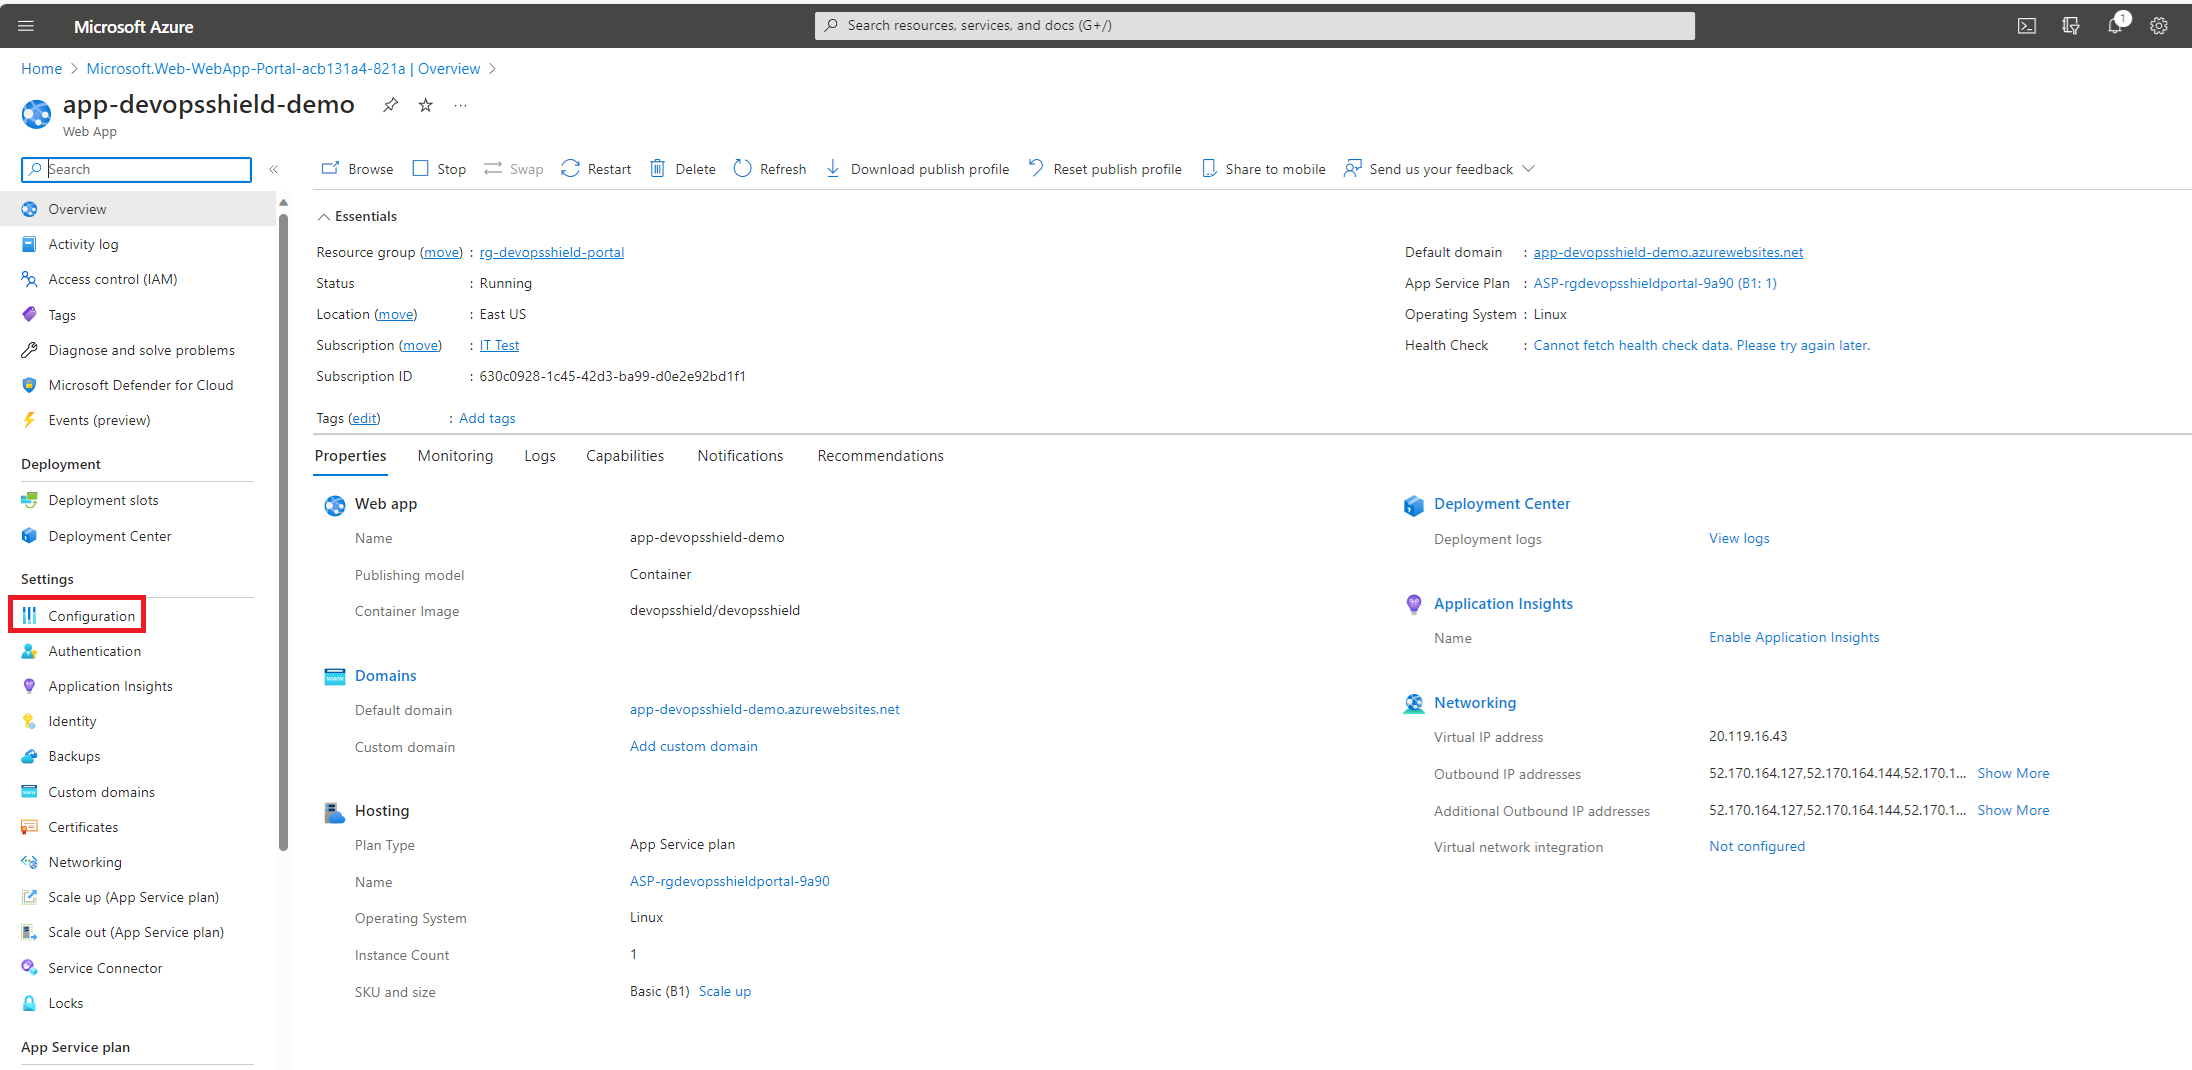 Microsoft Azure
Search resources, services, and docs (G+/)
1
Home > Microsoft.Web-WebApp-Portal-acb131a4-821a | Overview >
app-devopsshield-demo
Web App
Search
«
Browse Stop Swap Restart Delete Refresh Download publish profile Reset publish profile Share to mobile Send us your feedback
Overview
Activity log
Access control (IAM)
Tags
Diagnose and solve problems
Microsoft Defender for Cloud
Events (preview)
Deployment
Deployment slots
Deployment Center
Settings
Configuration
Authentication
Application Insights
Identity
Backups
Custom domains
Certificates
Networking
Scale up (App Service plan)
Scale out (App Service plan)
Service Connector
Locks
App Service plan
Essentials
Resource group (move) : rg-devopsshield-portal
Status : Running
Location (move) : East US
Subscription (move) : IT Test
Subscription ID : 630c0928-1c45-42d3-ba99-d0e2e92bd1f1
Tags (edit) : Add tags
Default domain : app-devopsshield-demo.azurewebsites.net
App Service Plan : ASP-rgdevopsshieldportal-9a90 (B1: 1)
Operating System : Linux
Health Check : Cannot fetch health check data. Please try again later.
Properties Monitoring Logs Capabilities Notifications Recommendations
Web app
Name app-devopsshield-demo
Publishing model Container
Container Image devopsshield/devopsshield
Domains
Default domain app-devopsshield-demo.azurewebsites.net
Custom domain Add custom domain
Hosting
Plan Type App Service plan
Name ASP-rgdevopsshieldportal-9a90
Operating System Linux
Instance Count 1
SKU and size Basic (B1) Scale up
Deployment Center
Deployment logs View logs
Application Insights
Name Enable Application Insights
Networking
Virtual IP address 20.119.16.43
Outbound IP addresses 52.170.164.127,52.170.164.144,52.170.1... Show More
Additional Outbound IP addresses 52.170.164.127,52.170.164.144,52.170.1... Show More
Virtual network integration Not configured